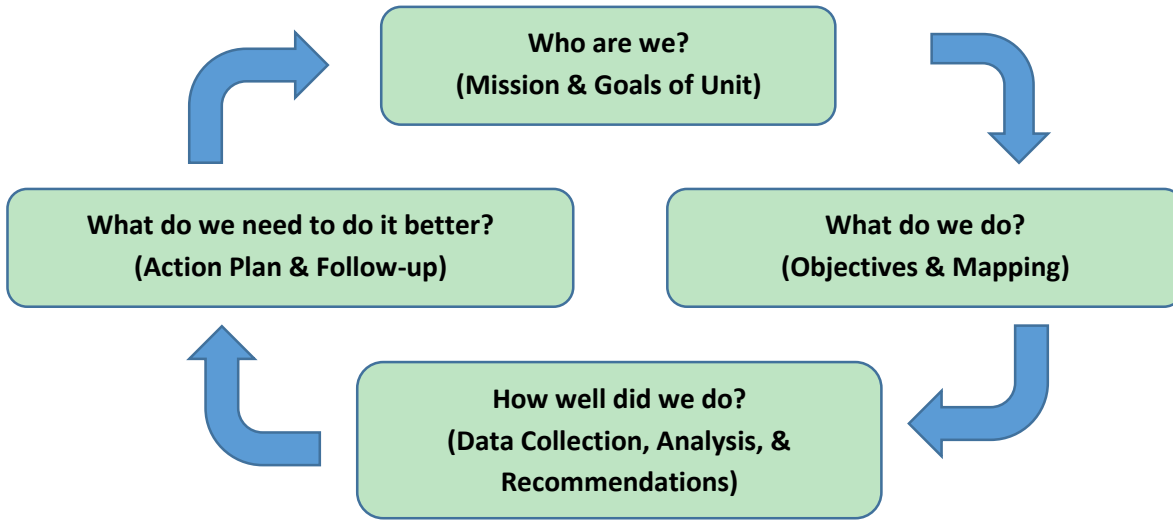 Who are we?
(Mission & Goals of Unit)
What do we do?
(Objectives & Mapping)
How well did we do?
(Data Collection, Analysis, &
Recommendations)
What do we need to do it better?
(Action Plan & Follow-up)